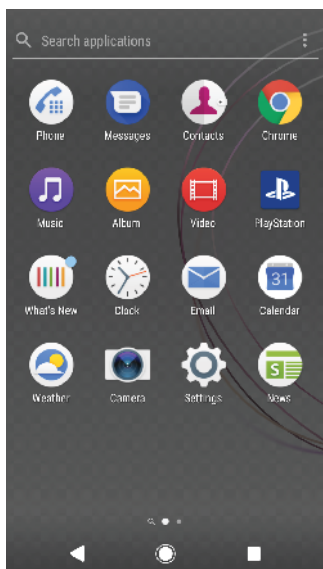 Search applications
Phone Messages Contacts Chrome
Music Album Video PlayStation
31
What's New Clock Email Calendar
S
Weather Camera Settings News